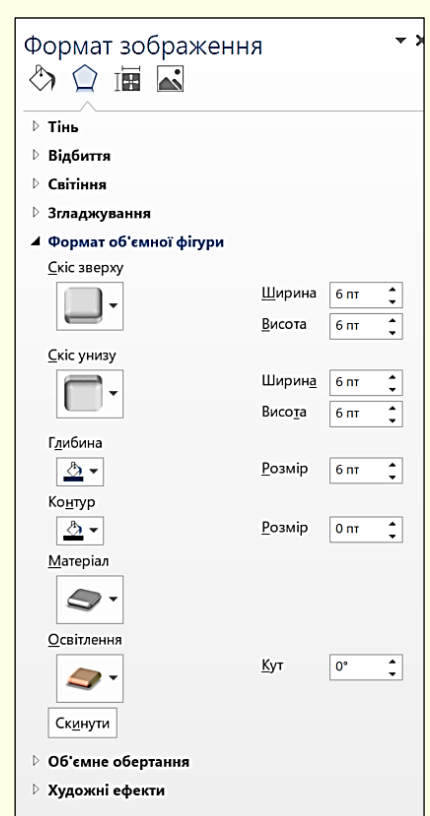 Формат зображення
Тінь
Відбиття
Світіння
Згладжування
Формат об'ємної фігури
Скіс зверху
Ширина 6 пт
Висота 6 пт
Скіс унизу
Ширина 6 пт
Висота 6 пт
Глибина
Розмір 6 пт
Контур
Розмір 0 пт
Матеріал
Освітлення
Кут 0°
Скинути
Об'ємне обертання
Художні ефекти